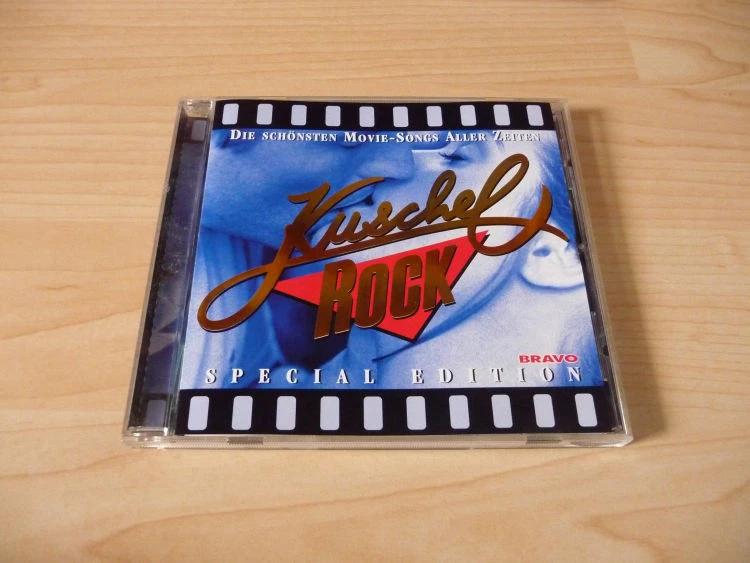 Die schönsten Movie-Songs Aller Zeiten
Kuschel
ROCK
BRAVO
SPECIAL EDITION